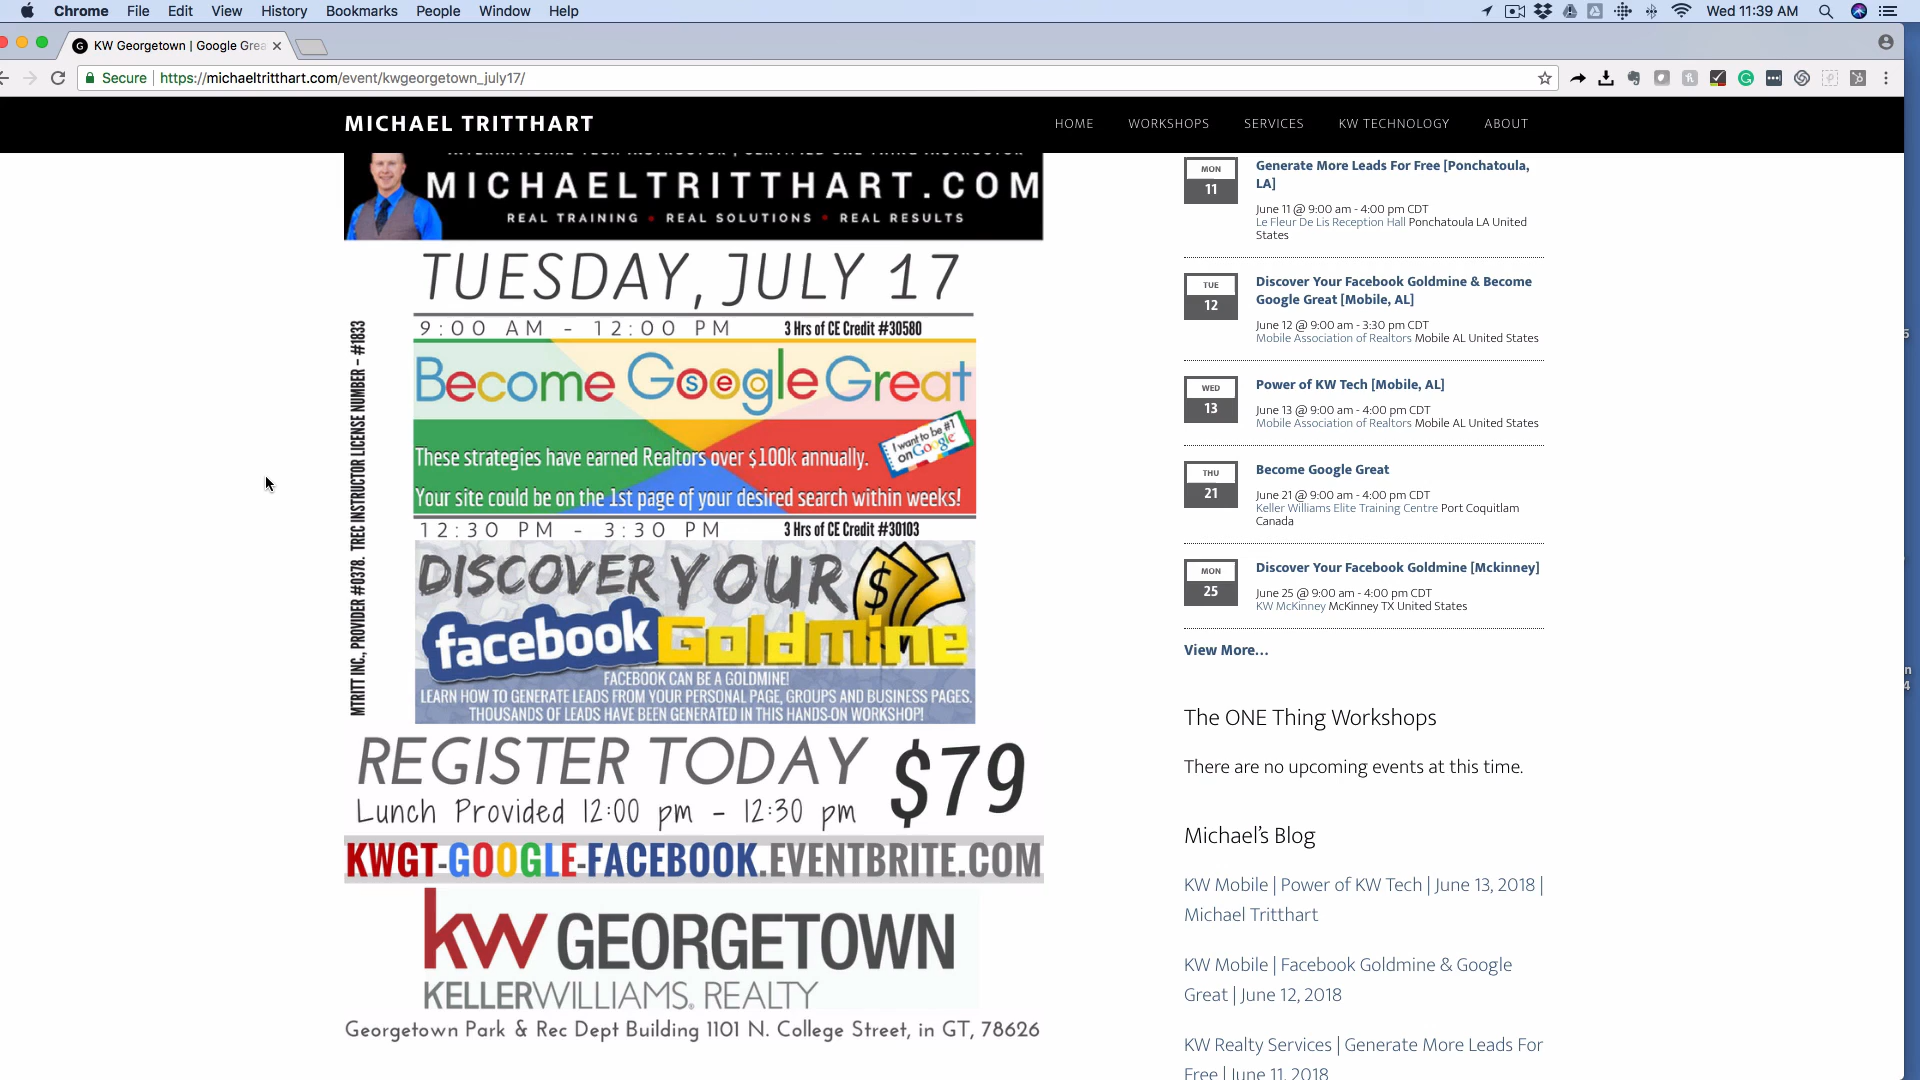 Chrome File Edit View History Bookmarks People Window Help
Wed 11:39 AM
KW Georgetown | Google Grea
Secure https://michaeltritthart.com/event/kwgeorgetown_july17/
MICHAEL TRITTHART
HOME WORKSHOPS SERVICES KW TECHNOLOGY ABOUT
MICHAELTRITTHART.COM
REAL TRAINING • REAL SOLUTIONS • REAL RESULTS
TUESDAY, JULY 17
9:00 AM - 12:00 PM 3 Hrs of CE Credit #30580
Become Google Great
I want to be #1
on Google
These strategies have earned Realtors over $100k annually.
Your site could be on the 1st page of your desired search within weeks!
12:30 PM - 3:30 PM 3 Hrs of CE Credit #30103
DISCOVER YOUR
facebook Goldmine
FACEBOOK CAN BE A GOLDMINE!
LEARN HOW TO GENERATE LEADS FROM YOUR PERSONAL PAGE, GROUPS AND BUSINESS PAGES.
THOUSANDS OF LEADS HAVE BEEN GENERATED IN THIS HANDS-ON WORKSHOP!
MTRITT INC., PROVIDER #0378. TREC INSTRUCTOR LICENSE NUMBER - #1833
REGISTER TODAY $79
Lunch Provided 12:00 pm - 12:30 pm
KWGT-GOOGLE-FACEBOOK.EVENTBRITE.COM
kw GEORGETOWN
KELLERWILLIAMS. REALTY
Georgetown Park & Rec Dept Building 1101 N. College Street, in GT, 78626
MON
11
Generate More Leads For Free [Ponchatoula,
LA]
June 11 @ 9:00 am - 4:00 pm CDT
Le Fleur De Lis Reception Hall Ponchatoula LA United
States
TUE
12
Discover Your Facebook Goldmine & Become
Google Great [Mobile, AL]
June 12 @ 9:00 am - 3:30 pm CDT
Mobile Association of Realtors Mobile AL United States
WED
13
Power of KW Tech [Mobile, AL]
June 13 @ 9:00 am - 4:00 pm CDT
Mobile Association of Realtors Mobile AL United States
THU
21
Become Google Great
June 21 @ 9:00 am - 4:00 pm CDT
Keller Williams Elite Training Centre Port Coquitlam
Canada
MON
25
Discover Your Facebook Goldmine [Mckinney]
June 25 @ 9:00 am - 4:00 pm CDT
KW McKinney McKinney TX United States
View More…
The ONE Thing Workshops
There are no upcoming events at this time.
Michael's Blog
KW Mobile | Power of KW Tech | June 13, 2018 |
Michael Tritthart
KW Mobile | Facebook Goldmine & Google
Great | June 12, 2018
KW Realty Services | Generate More Leads For
Free | June 11, 2018